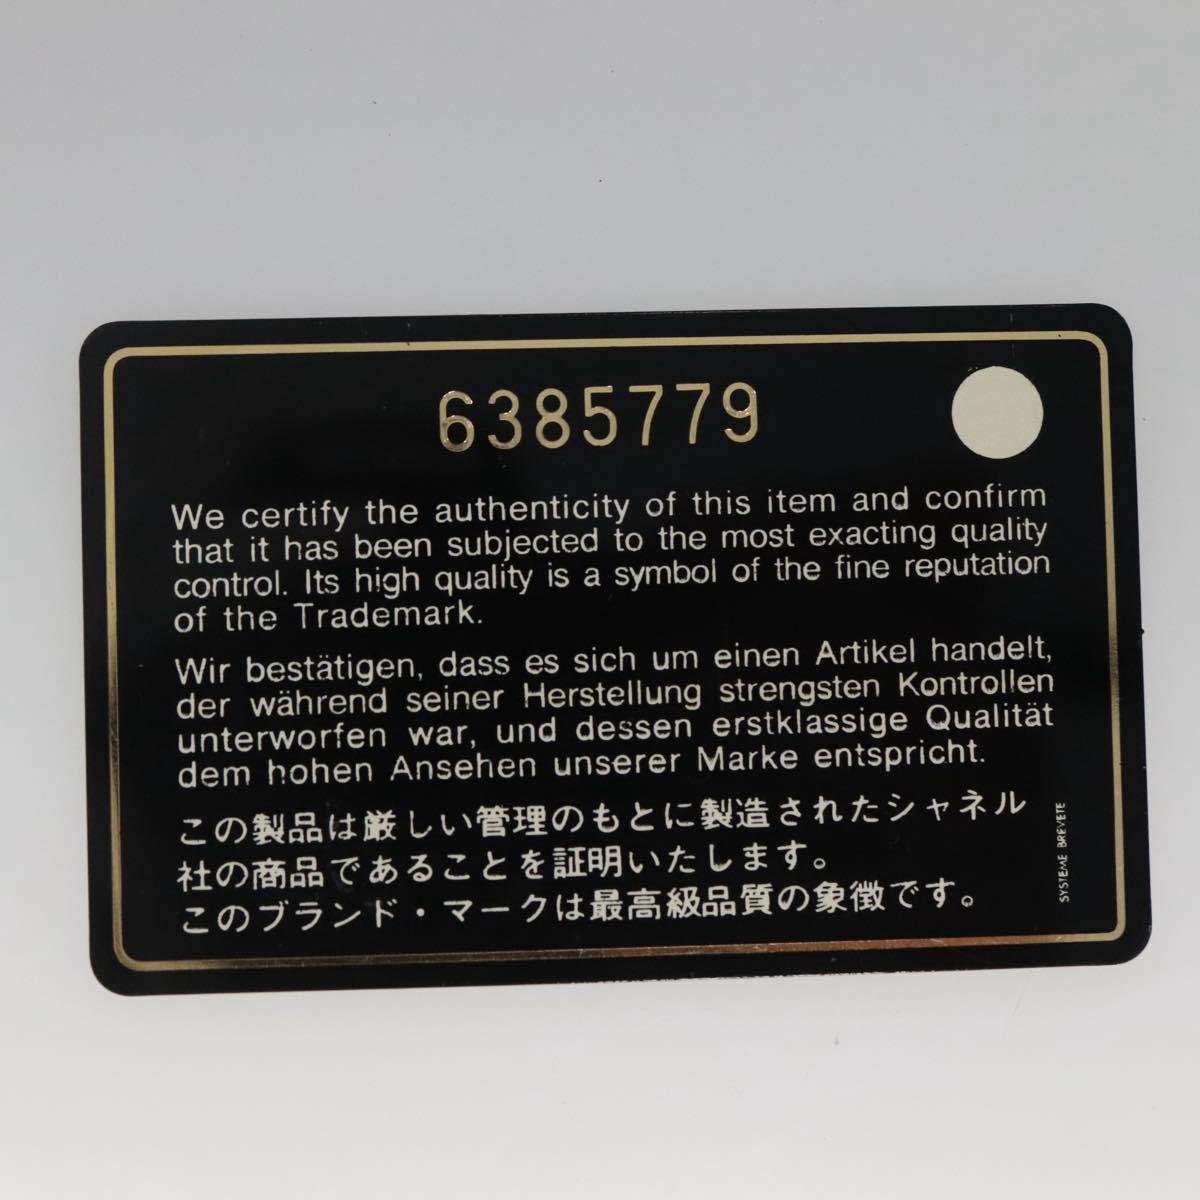 6385779
We certify the authenticity of this item and confirm
that it has been subjected to the most exacting quality
control. Its high quality is a symbol of the fine reputation
of the Trademark.
Wir bestätigen, dass es sich um einen Artikel handelt,
der während seiner Herstellung strengsten Kontrollen
unterworfen war, und dessen erstklassige Qualität
dem hohen Ansehen unserer Marke entspricht.
この製品は厳しい管理のもとに製造されたシャネル
社の商品であることを証明いたします。
このブランド・マークは最高級品質の象徴です。
SYSTEME BREVETE